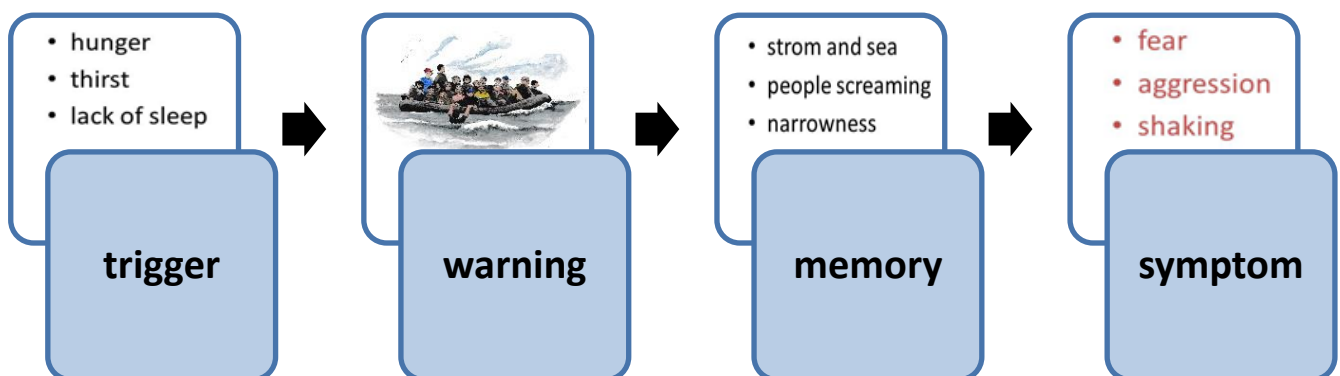 • hunger
• thirst
• lack of sleep
trigger
warning
• strom and sea
• people screaming
• narrowness
memory
• fear
• aggression
• shaking
symptom